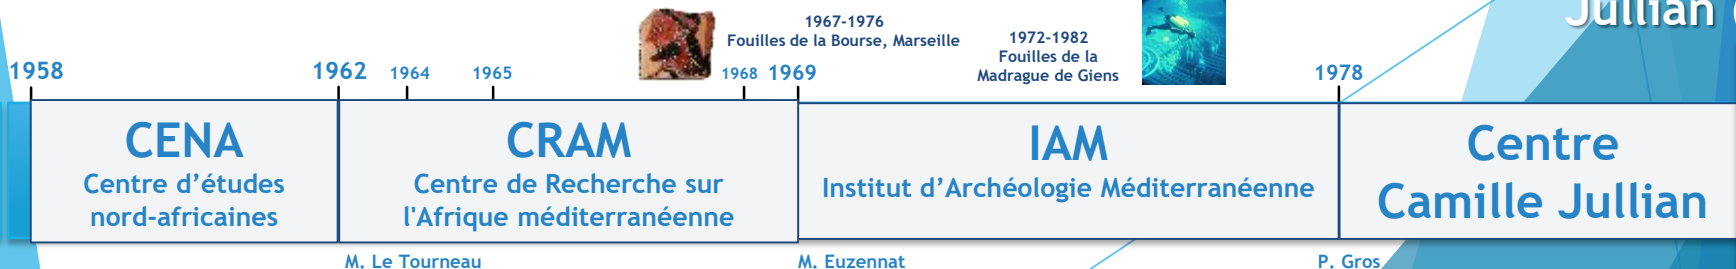 Jullian
1967-1976
Fouilles de la Bourse, Marseille
1972-1982
Fouilles de la
Madrague de Giens
1958
1962
1964
1965
1968
1969
1978
CENA
Centre d’études
nord-africaines
CRAM
Centre de Recherche sur
l'Afrique méditerranéenne
IAM
Institut d’Archéologie Méditerranéenne
Centre
Camille Jullian
M. Le Tourneau
M. Euzennat
P. Gros